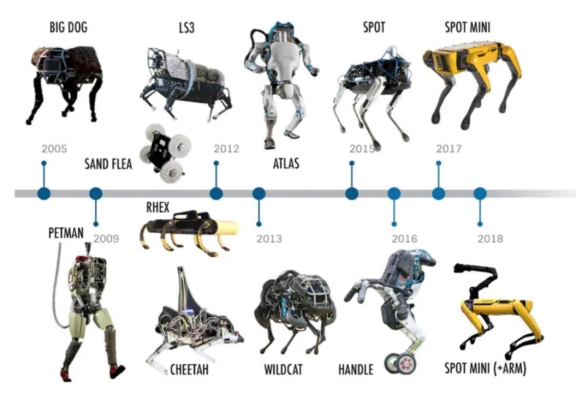 BIG DOG
LS3
SPOT
SPOT MINI
2005
SAND FLEA
2012
ATLAS
2015
2017
PETMAN
2009
RHEX
2013
2016
2018
CHEETAH
WILDCAT
HANDLE
SPOT MINI (+ARM)